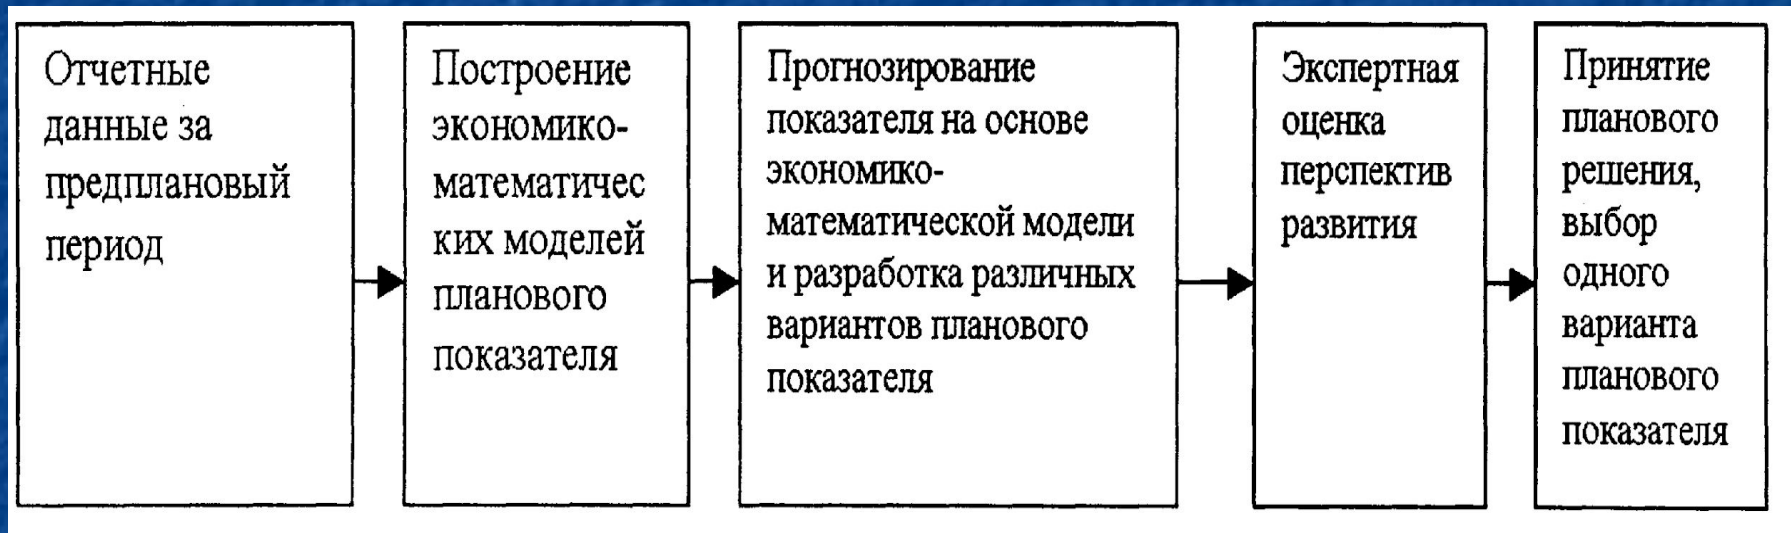 Отчетные
данные за
предплановый
период
Построение
экономико-
математичес
ких моделей
планового
показателя
Прогнозирование
показателя на основе
экономико-
математической модели
и разработка различных
вариантов планового
показателя
Экспертная
оценка
перспектив
развития
Принятие
планового
решения,
выбор
одного
варианта
планового
показателя